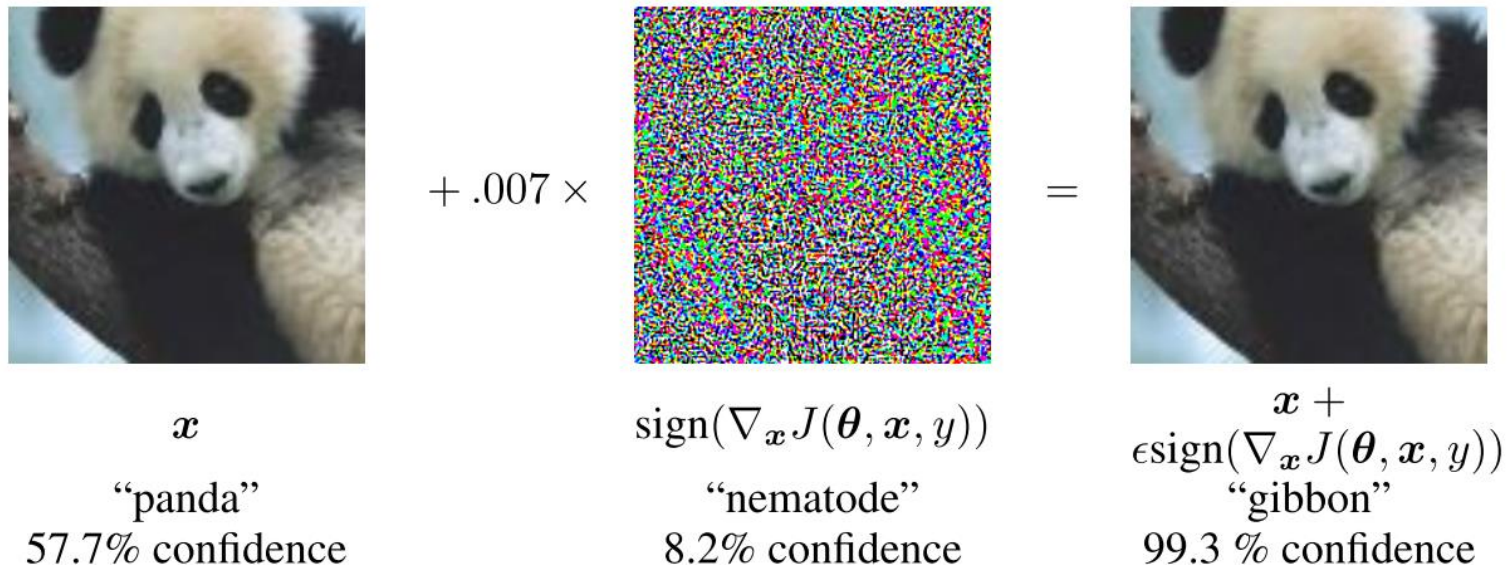 + .007 ×
=
x
sign(∇ₓJ(θ, x, y))
x +
ϵsign(∇ₓJ(θ, x, y))
“panda”
“nematode”
“gibbon”
57.7% confidence
8.2% confidence
99.3 % confidence